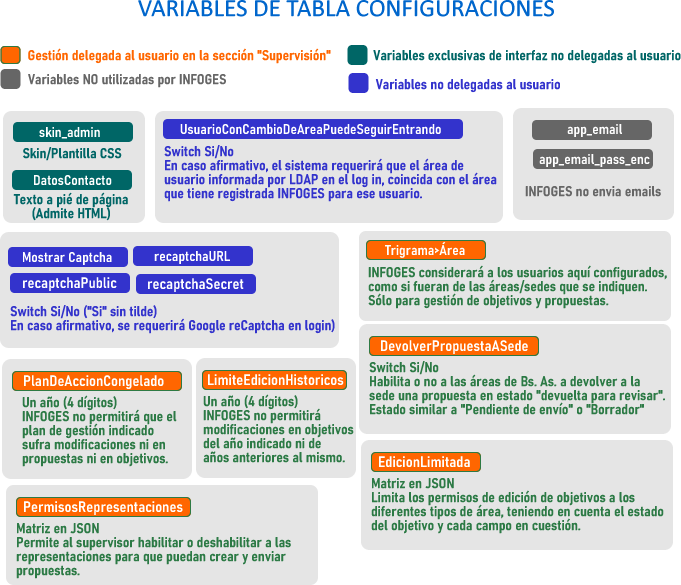 VARIABLES DE TABLA CONFIGURACIONES
Gestión delegada al usuario en la sección "Supervisión"
Variables exclusivas de interfaz no delegadas al usuario
Variables NO utilizadas por INFOGES
Variables no delegadas al usuario
skin_admin
Skin/Plantilla CSS
DatosContacto
Texto a pié de página
(Admite HTML)
UsuarioConCambioDeAreaPuedeSeguirEntrando
Switch Si/No
En caso afirmativo, el sistema requerirá que el área de
usuario informada por LDAP en el log in, coincida con el área
que tiene registrada INFOGES para ese usuario.
app_email
app_email_pass_enc
INFOGES no envia emails
Mostrar Captcha
recaptchaURL
recaptchaPublic
recaptchaSecret
Switch Si/No ("Si" sin tilde)
En caso afirmativo, se requerirá Google reCaptcha en login)
Trigrama>Área
INFOGES considerará a los usuarios aquí configurados,
como si fueran de las áreas/sedes que se indiquen.
Sólo para gestión de objetivos y propuestas.
DevolverPropuestaASede
Switch Si/No
Habilita o no a las áreas de Bs. As. a devolver a la
sede una propuesta en estado "devuelta para revisar".
Estado similar a "Pendiente de envío" o "Borrador"
PlanDeAccionCongelado
Un año (4 dígitos)
INFOGES no permitirá que el
plan de gestión indicado
sufra modificaciones ni en
propuestas ni en objetivos.
LimiteEdicionHistoricos
Un año (4 dígitos)
INFOGES no permitirá
modificaciones en objetivos
del año indicado ni de
años anteriores al mismo.
EdicionLimitada
Matriz en JSON
Limita los permisos de edición de objetivos a los
diferentes tipos de área, teniendo en cuenta el estado
del objetivo y cada campo en cuestión.
PermisosRepresentaciones
Matriz en JSON
Permite al supervisor habilitar o deshabilitar a las
representaciones para que puedan crear y enviar
propuestas.